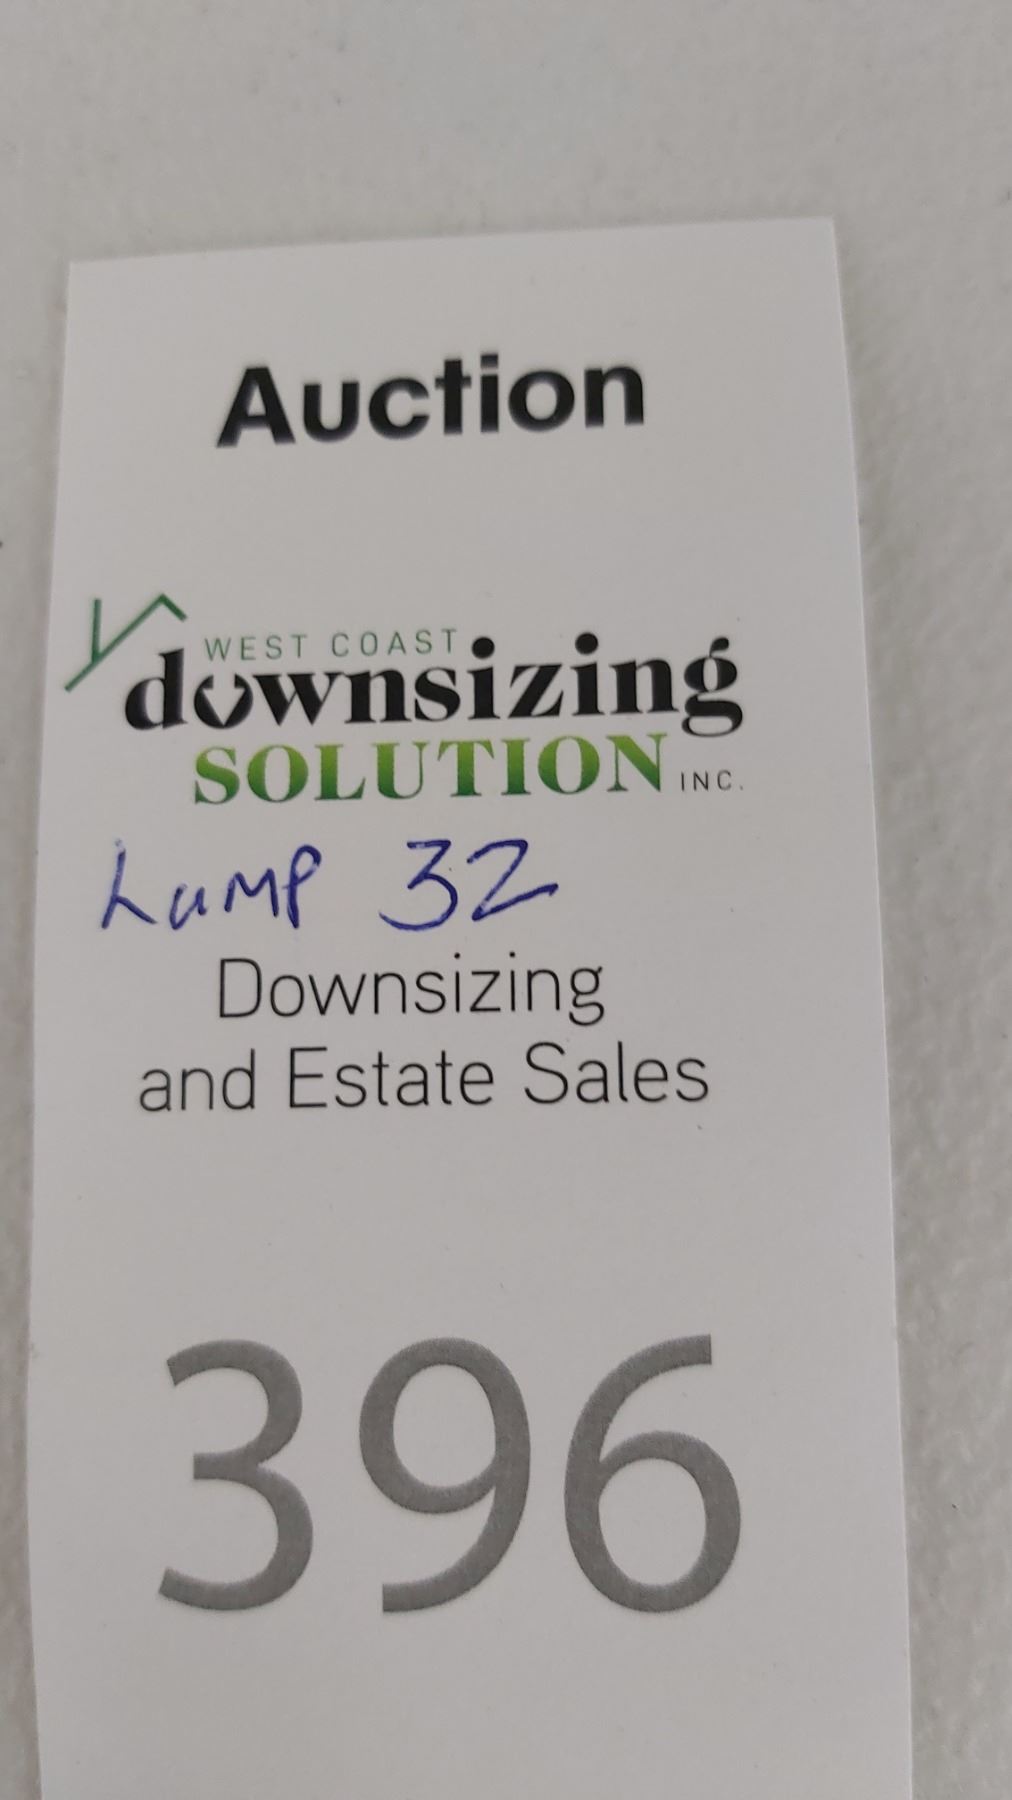 Auction
WEST COAST
downsizing
SOLUTION INC.
LUMP 32
Downsizing
and Estate Sales
396